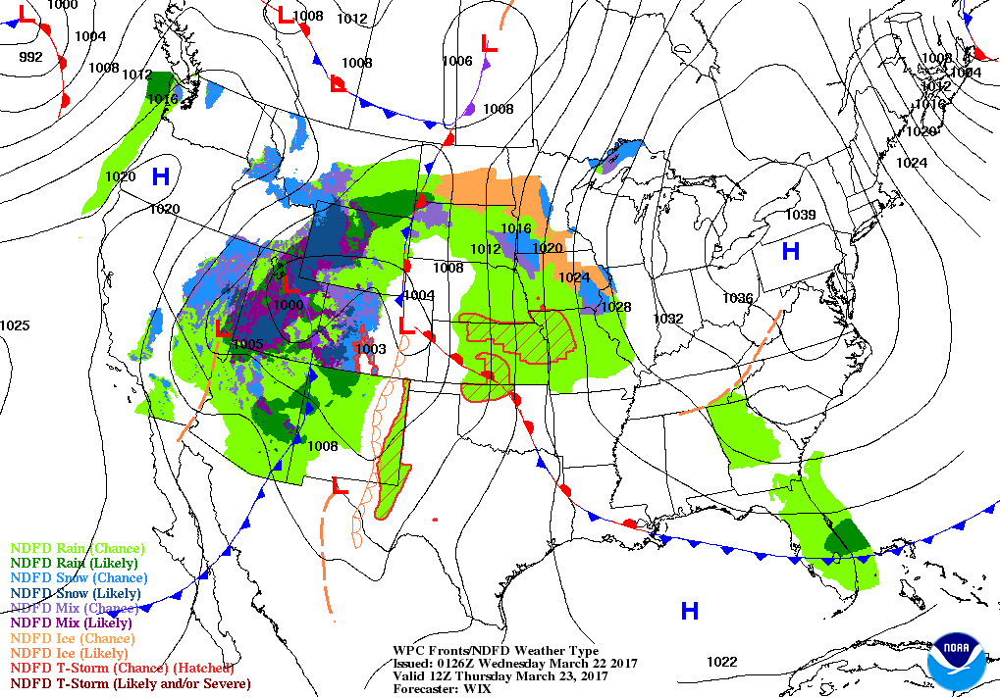 1000
L
1004
992
1008
1012
1016
L
1008
1012
1008
L
L
1006
1008
1008
1004
1012
1016
1020
1024
1020
H
1020
1039
H
1036
1016
1012
1020
1008
1024
1004
1028
1032
L
1000
L
1005
L
1003
1025
1008
L
H
1022
NDFD Rain (Chance)
NDFD Rain (Likely)
NDFD Snow (Chance)
NDFD Snow (Likely)
NDFD Mix (Chance)
NDFD Mix (Likely)
NDFD Ice (Chance)
NDFD Ice (Likely)
NDFD T-Storm (Chance) (Hatched)
NDFD T-Storm (Likely and/or Severe)
WPC Fronts/NDFD Weather Type
Issued: 0126Z Wednesday March 22 2017
Valid 12Z Thursday March 23, 2017
Forecaster: WIX
NOAA